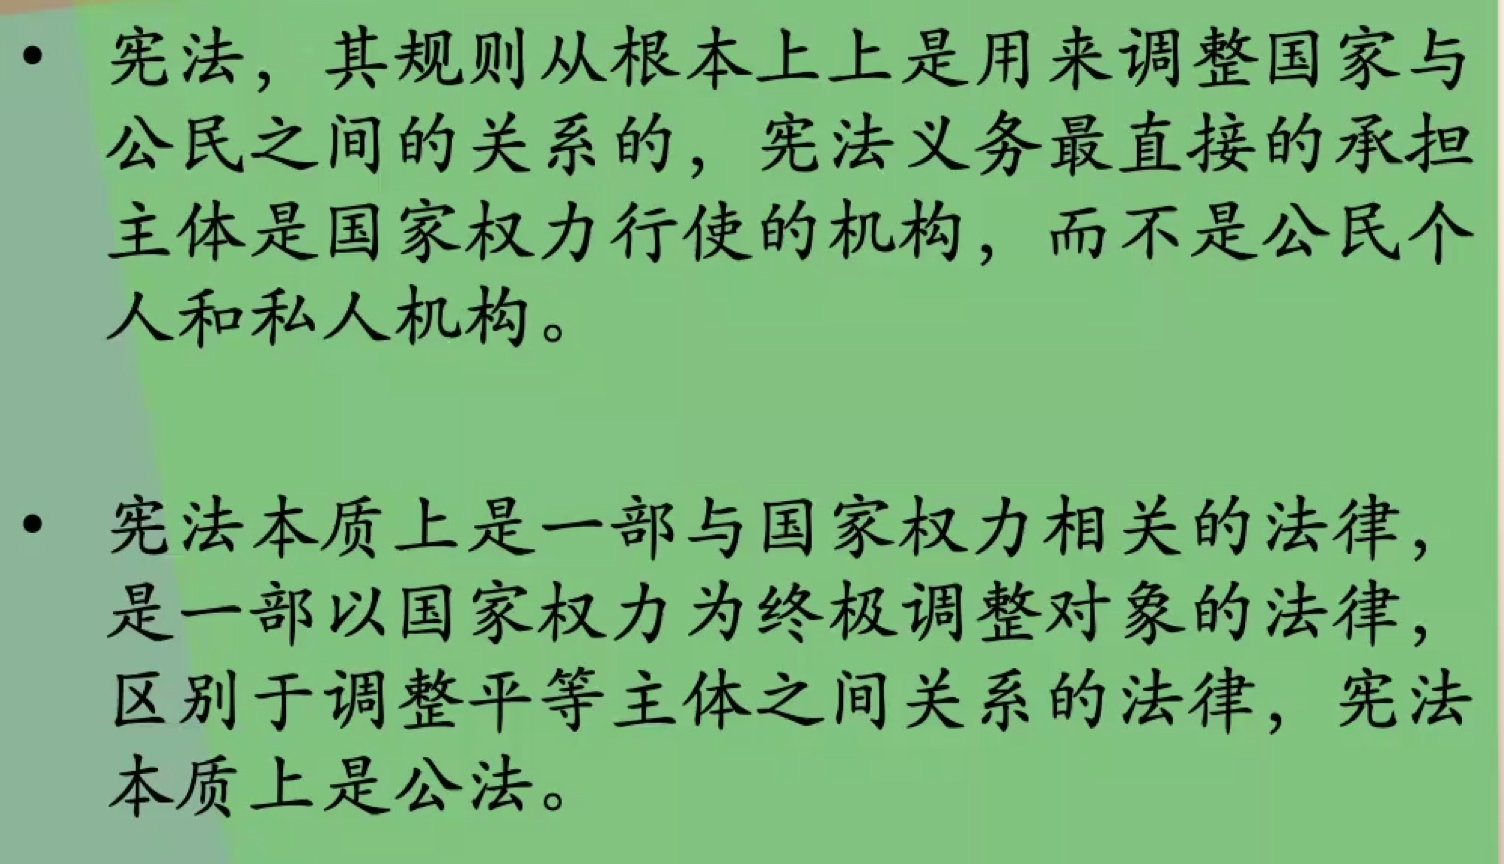 • 宪法，其规则从根本上上是用来调整国家与
公民之间的关系的，宪法义务最直接的承担
主体是国家权力行使的机构，而不是公民个
人和私人机构。
• 宪法本质上是一部与国家权力相关的法律，
是一部以国家权力为终极调整对象的法律，
区别于调整平等主体之间关系的法律，宪法
本质上是公法。